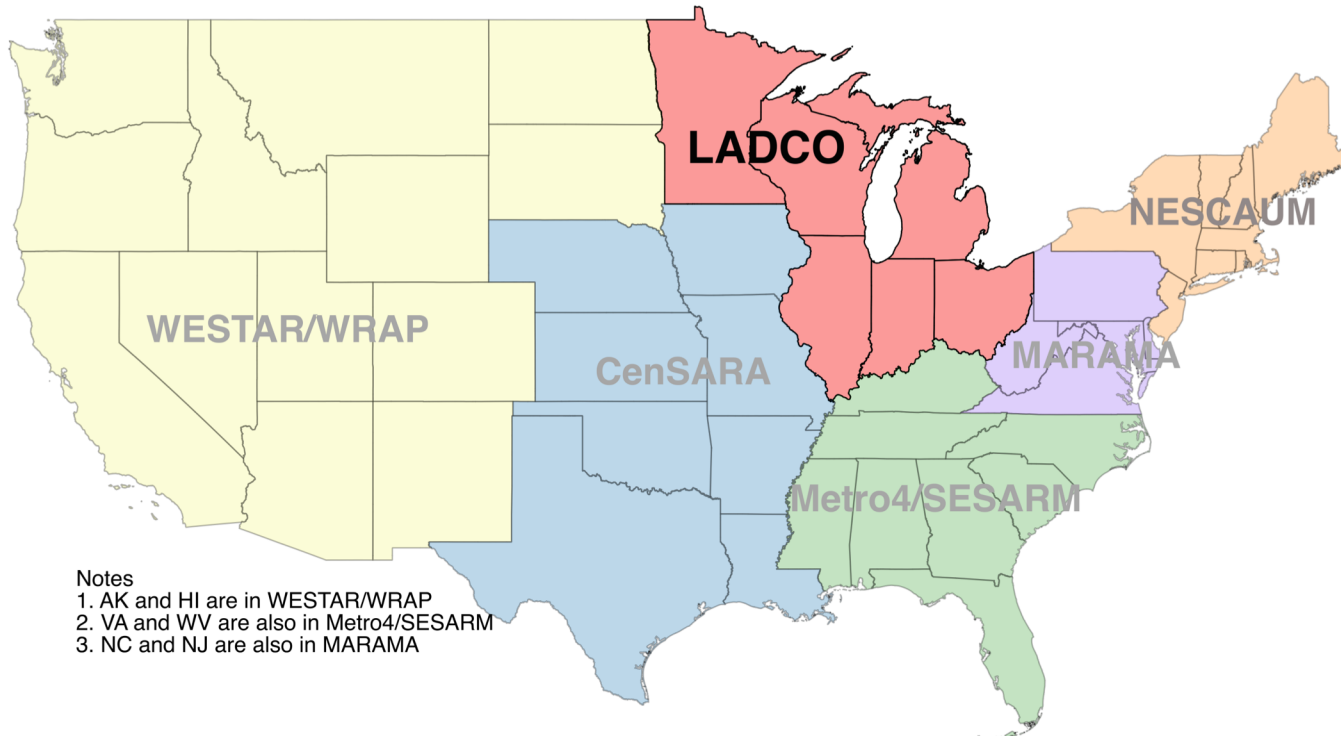 LADCO
NESCAUM
WESTAR/WRAP
MARAMA
CenSARA
Metro4/SESARM
Notes
1. AK and HI are in WESTAR/WRAP
2. VA and WV are also in Metro4/SESARM
3. NC and NJ are also in MARAMA